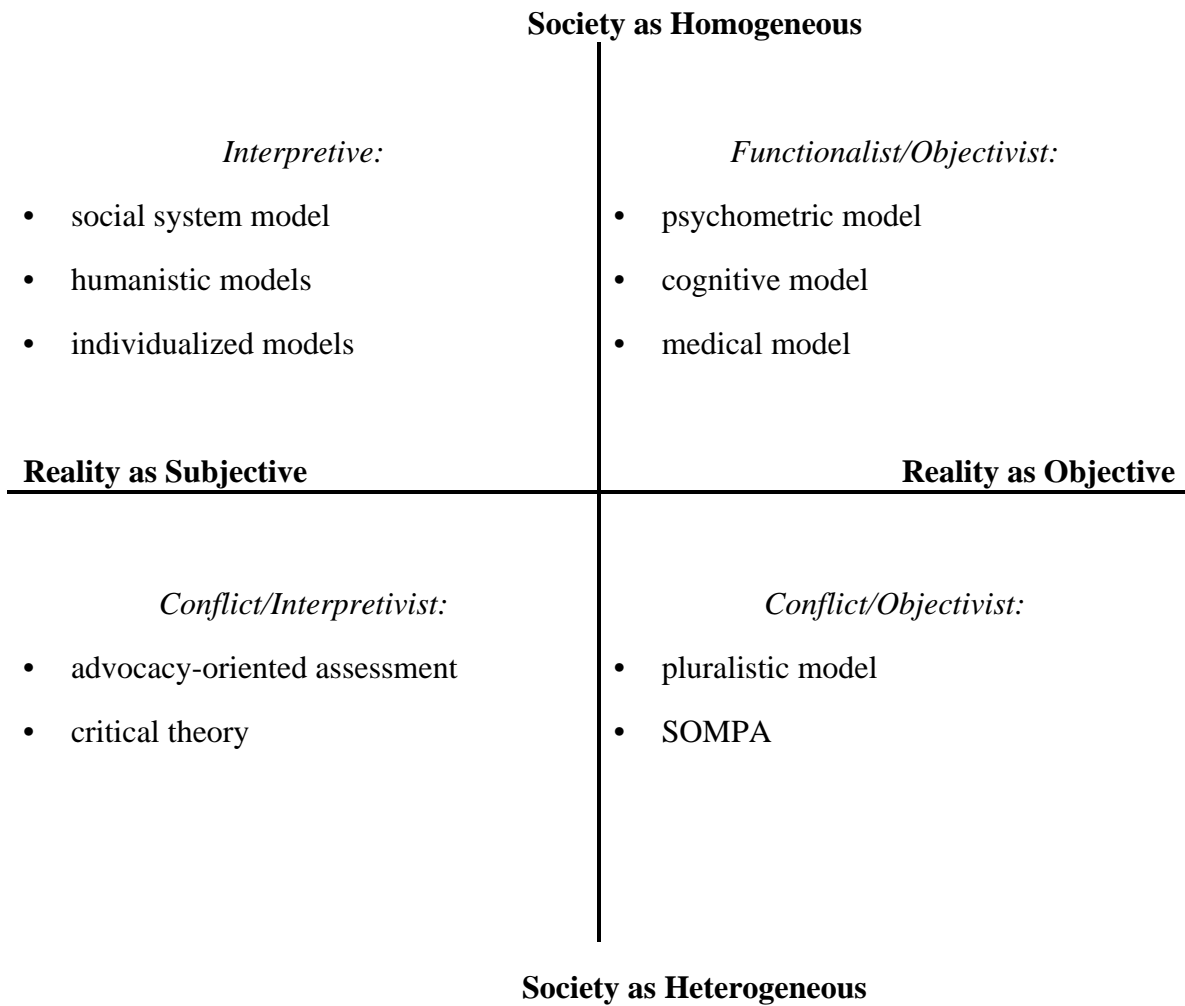 Society as Homogeneous
Interpretive:
• social system model
• humanistic models
• individualized models
Functionalist/Objectivist:
• psychometric model
• cognitive model
• medical model
Reality as Subjective
Reality as Objective
Conflict/Interpretivist:
• advocacy-oriented assessment
• critical theory
Conflict/Objectivist:
• pluralistic model
• SOMPA
Society as Heterogeneous